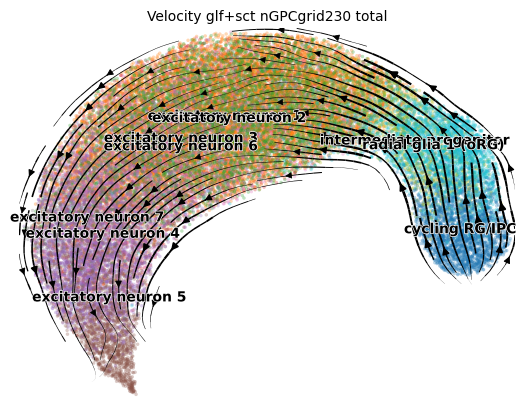 Velocity glf+sct nGPCgrid230 total
excitatory neuron 2
excitatory neuron 3
intermediate progenitor
radial glia 1 (oRG)
excitatory neuron 6
excitatory neuron 7
cycling RG/IPC
excitatory neuron 4
excitatory neuron 5